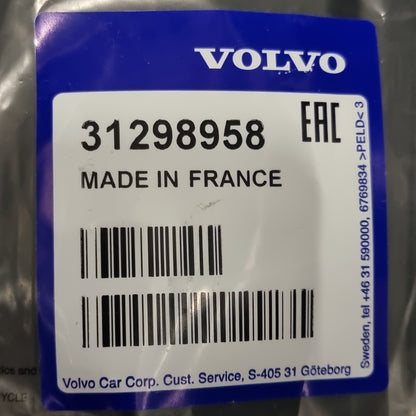 VOLVO
31298958
EAC
MADE IN FRANCE
Volvo Car Corp. Cust. Service, S-405 31 Göteborg
Sweden, tel +46 31 590000, 6769834 >PELD< 3